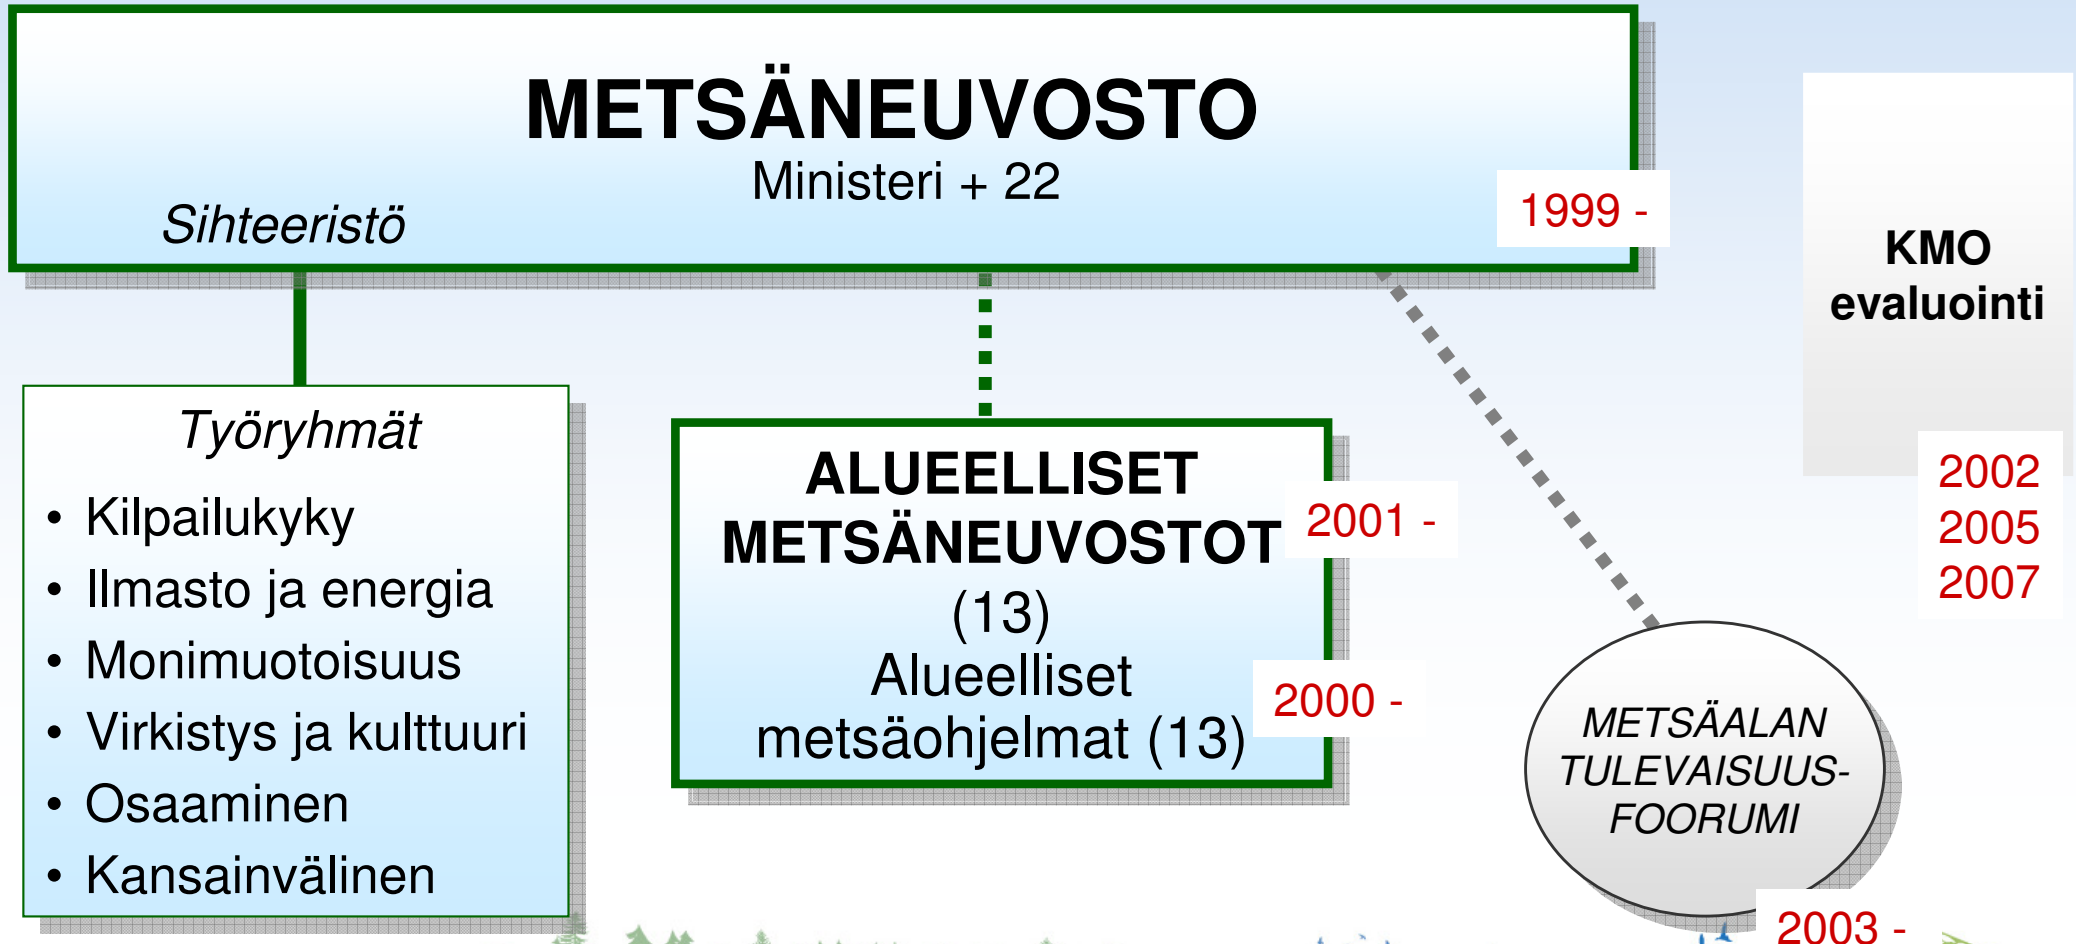 METSÄNEUVOSTO
Ministeri + 22
Sihteeristö
1999 -
KMO
evaluointi
2002
2005
2007
Työryhmät
• Kilpailukyky
• Ilmasto ja energia
• Monimuotoisuus
• Virkistys ja kulttuuri
• Osaaminen
• Kansainvälinen
ALUEELLISET
METSÄNEUVOSTOT
(13)
2001 -
Alueelliset
metsäohjelmat (13)
2000 -
METSÄALAN
TULEVAISUUS-
FOORUMI
2003 -